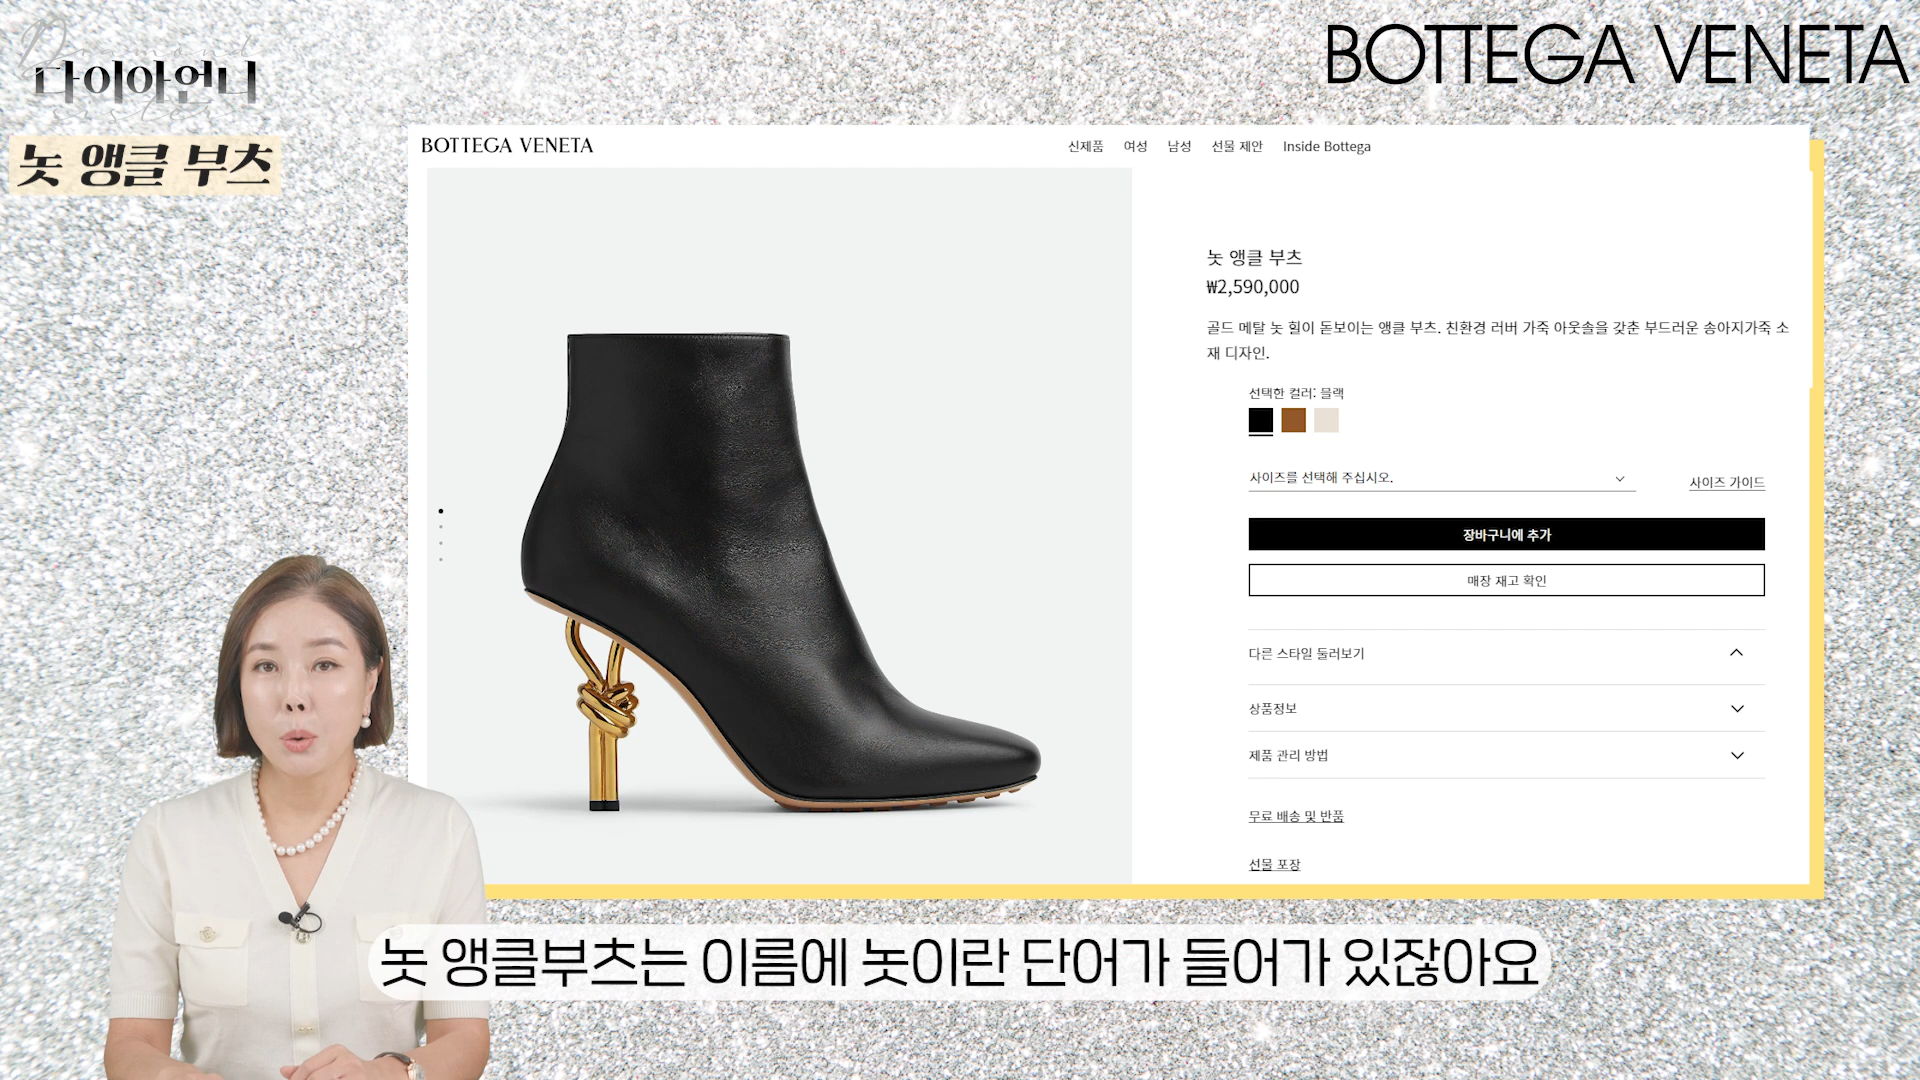 Diamond
다이아언니
sister
BOTTEGA VENETA
놋 앵클 부츠
BOTTEGA VENETA
신제품 여성 남성 선물 제안 Inside Bottega
놋 앵클 부츠
₩2,590,000
골드 메탈 놋 힐이 돋보이는 앵클 부츠. 친환경 러버 가죽 아웃솔을 갖춘 부드러운 송아지가죽 소
재 디자인.
선택한 컬러: 블랙
사이즈를 선택해 주십시오.
사이즈 가이드
장바구니에 추가
매장 재고 확인
다른 스타일 둘러보기
상품정보
제품 관리 방법
무료 배송 및 반품
선물 포장
놋 앵클부츠는 이름에 놋이란 단어가 들어가 있잖아요